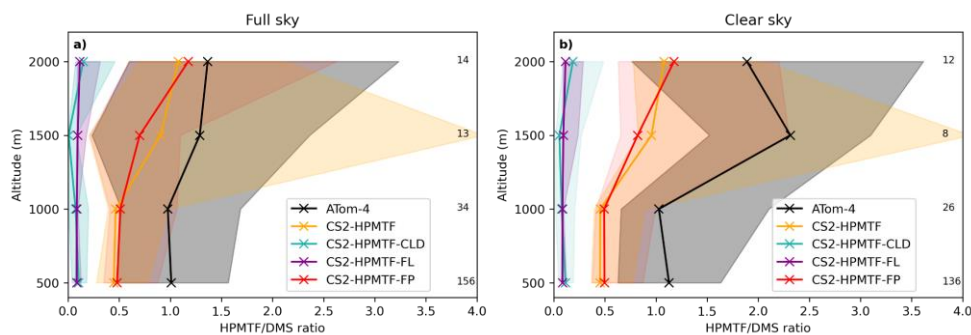 Full sky
a)
2000
1500
1000
500
Altitude (m)
14
13
34
156
ATom-4
CS2-HPMTF
CS2-HPMTF-CLD
CS2-HPMTF-FL
CS2-HPMTF-FP
0.0 0.5 1.0 1.5 2.0 2.5 3.0 3.5 4.0
HPMTF/DMS ratio
Clear sky
b)
2000
1500
1000
500
Altitude (m)
12
8
26
136
ATom-4
CS2-HPMTF
CS2-HPMTF-CLD
CS2-HPMTF-FL
CS2-HPMTF-FP
0.0 0.5 1.0 1.5 2.0 2.5 3.0 3.5 4.0
HPMTF/DMS ratio